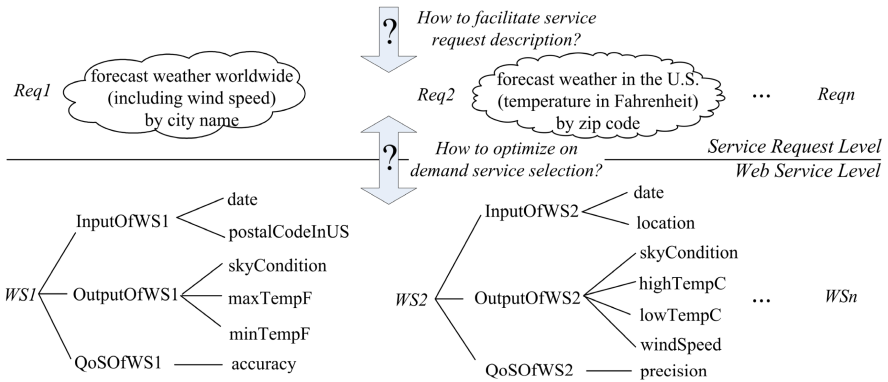 ?
How to facilitate service
request description?
Req1
forecast weather worldwide
(including wind speed)
by city name
Req2
forecast weather in the U.S.
(temperature in Fahrenheit)
by zip code
...
Reqn
?
How to optimize on
demand service selection?
Service Request Level
Web Service Level
WS1
InputOfWS1
date
postalCodeInUS
OutputOfWS1
skyCondition
maxTempF
minTempF
QoSOfWS1
accuracy
WS2
InputOfWS2
date
location
OutputOfWS2
skyCondition
highTempC
lowTempC
windSpeed
QoSOfWS2
precision
...
WSn